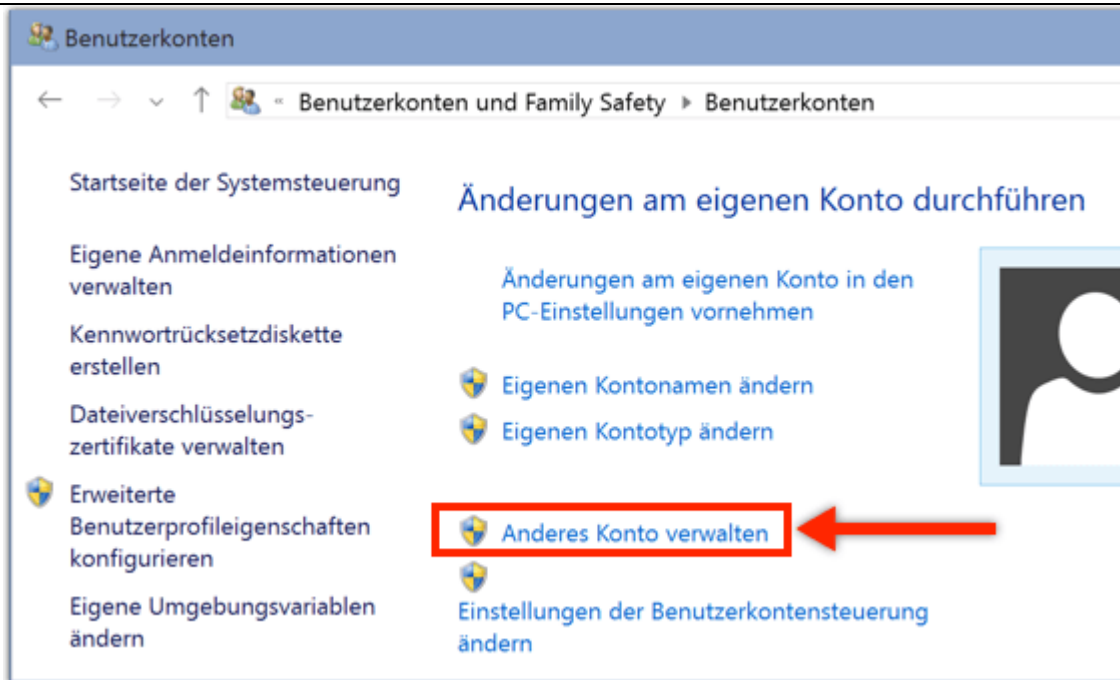 Benutzerkonten
« Benutzerkonten und Family Safety ▸ Benutzerkonten
Startseite der Systemsteuerung
Eigene Anmeldeinformationen
verwalten
Kennwortrücksetzdiskette
erstellen
Dateiverschlüsselungs-
zertifikate verwalten
Erweiterte
Benutzerprofileigenschaften
konfigurieren
Eigene Umgebungsvariablen
ändern
Änderungen am eigenen Konto durchführen
Änderungen am eigenen Konto in den
PC-Einstellungen vornehmen
Eigenen Kontonamen ändern
Eigenen Kontotyp ändern
Anderes Konto verwalten
Einstellungen der Benutzerkontensteuerung
ändern